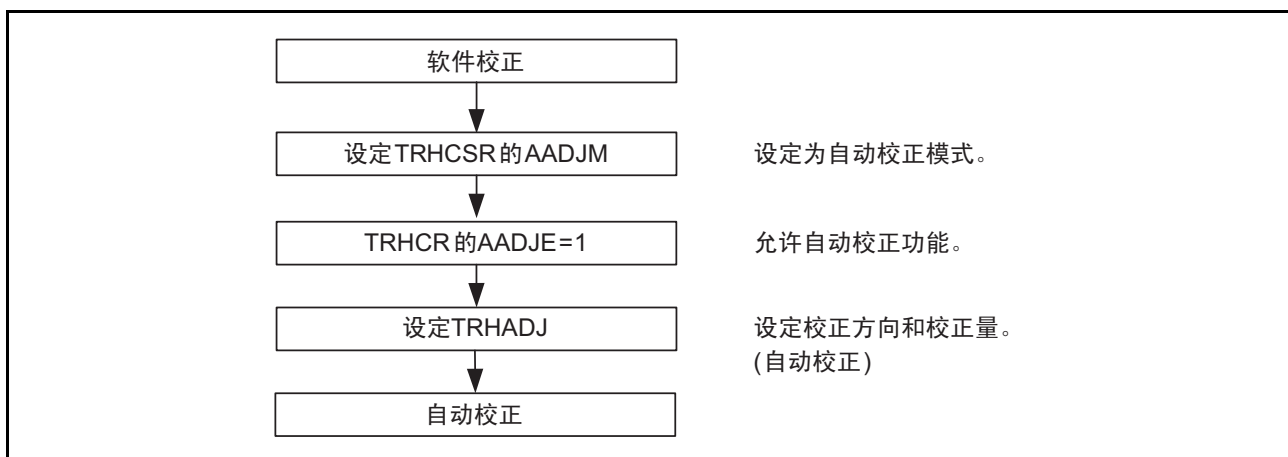 软件校正
设定TRHCSR的AADJM
设定为自动校正模式。
TRHCR的AADJE=1
允许自动校正功能。
设定TRHADJ
设定校正方向和校正量。
(自动校正)
自动校正